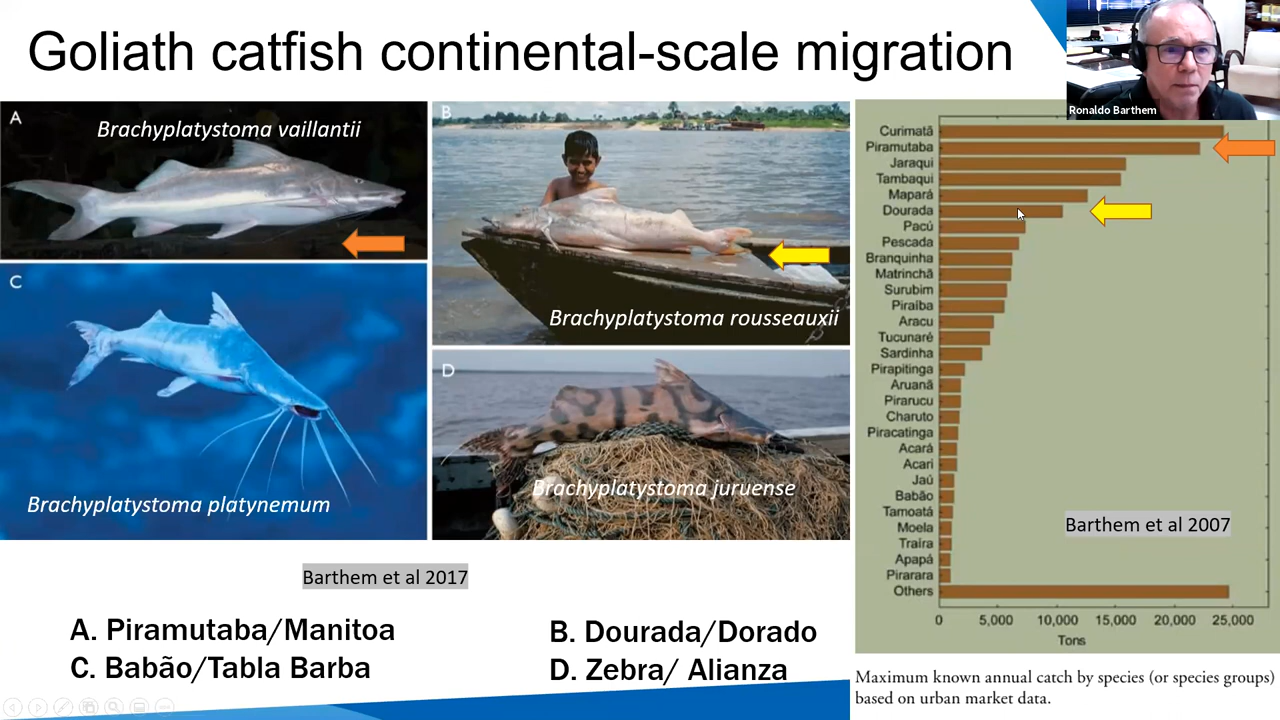 Goliath catfish continental-scale migration
Ronaldo Barthem
A
Brachyplatystoma vaillantii
B
Brachyplatystoma rousseauxii
C
Brachyplatystoma platynemum
D
Brachyplatystoma juruense
Barthem et al 2017
A. Piramutaba/Manitoa
B. Dourada/Dorado
C. Babão/Tabla Barba
D. Zebra/ Alianza
Curimatã
Piramutaba
Jaraqui
Tambaqui
Mapará
Dourada
Pacú
Pescada
Branquinha
Matrinchã
Surubim
Piraíba
Aracu
Tucunaré
Sardinha
Pirapitinga
Aruanã
Pirarucu
Charuto
Piracatinga
Acará
Acari
Jaú
Babão
Tamoatá
Moela
Traíra
Apapá
Pirarara
Others
Barthem et al 2007
0 5,000 10,000 15,000 20,000 25,000
Tons
Maximum known annual catch by species (or species groups)
based on urban market data.